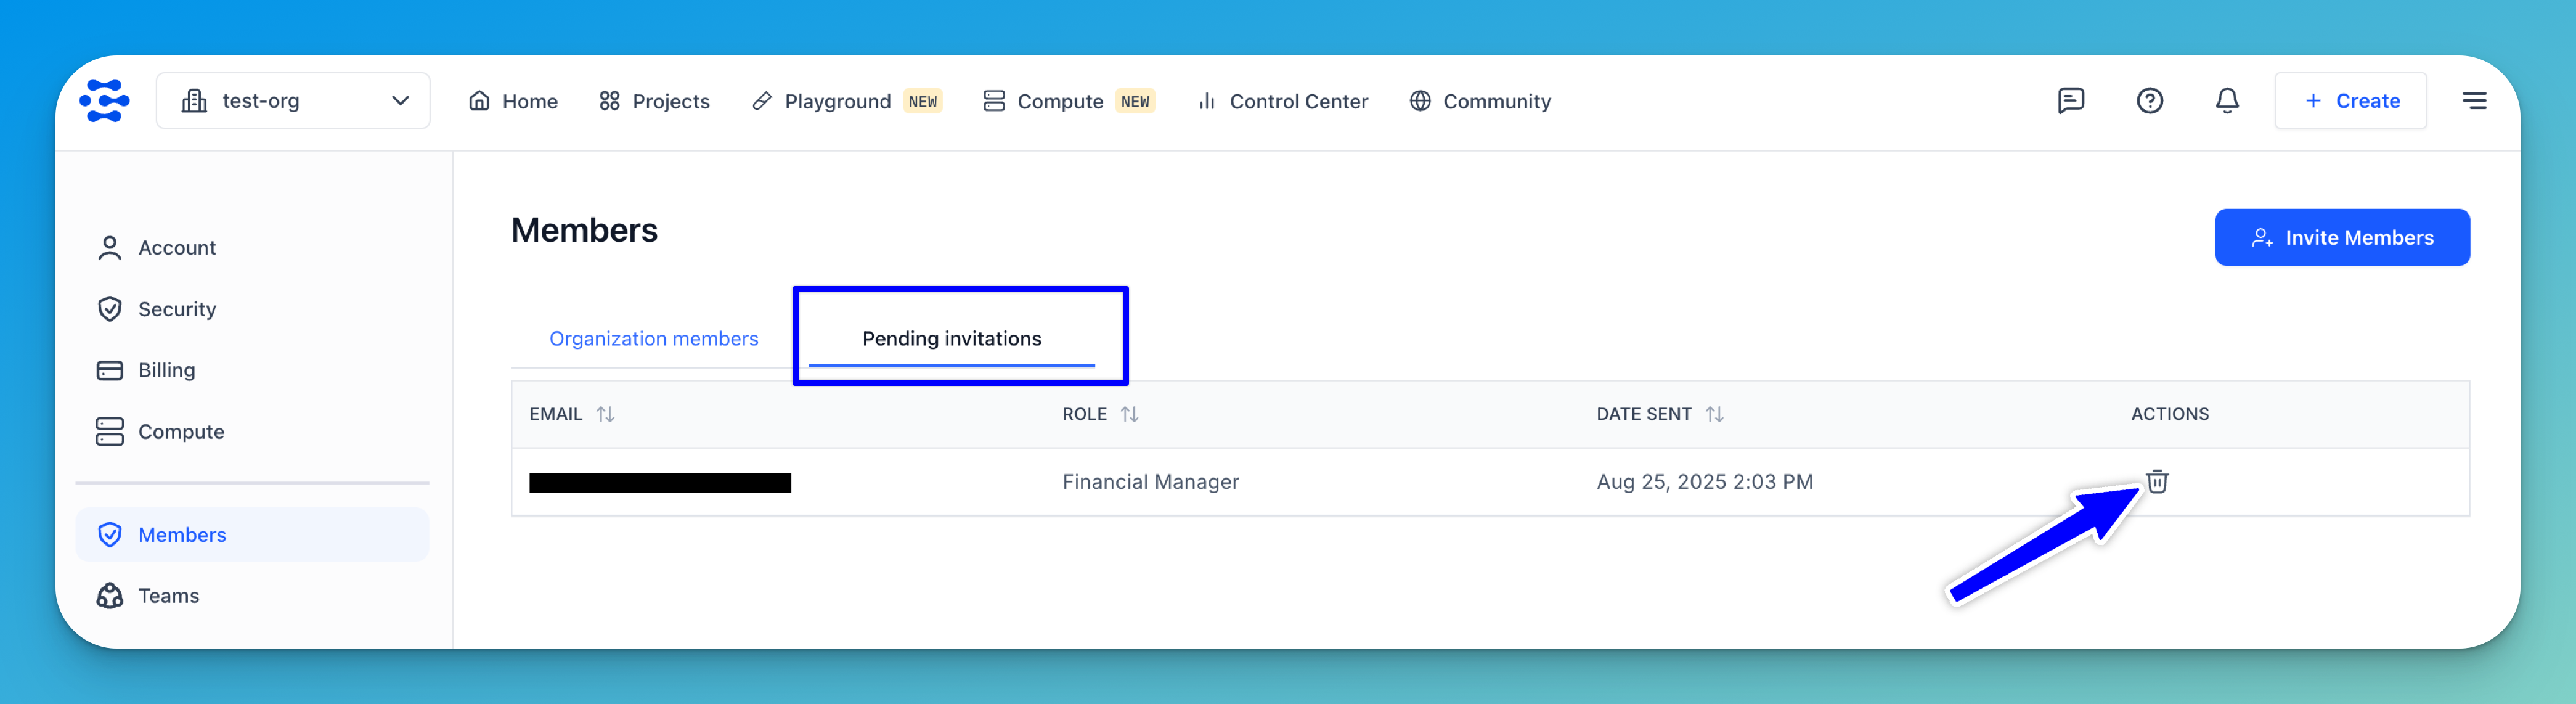 test-org Home Projects Playground NEW Compute NEW Control Center Community Create
Account
Security
Billing
Compute
Members
Teams
Members
Invite Members
Organization members Pending invitations
EMAIL ROLE DATE SENT ACTIONS
Financial Manager Aug 25, 2025 2:03 PM